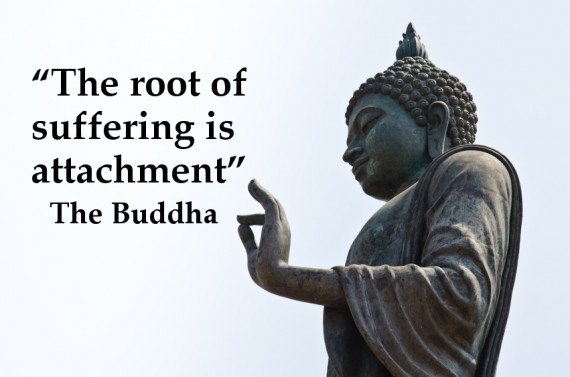 “The root of
suffering is
attachment”
The Buddha